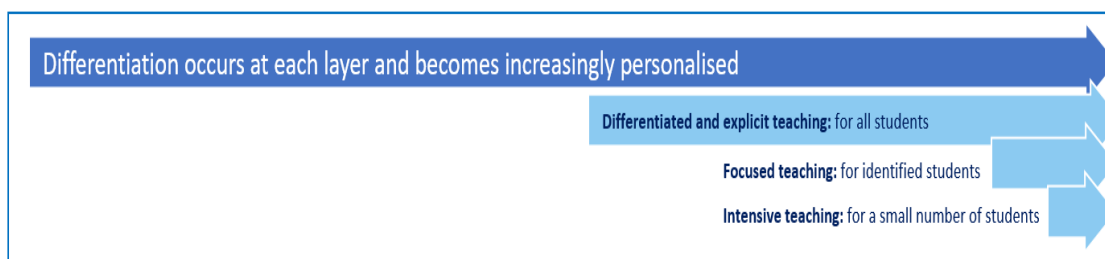 Differentiation occurs at each layer and becomes increasingly personalised
Differentiated and explicit teaching: for all students
Focused teaching: for identified students
Intensive teaching: for a small number of students